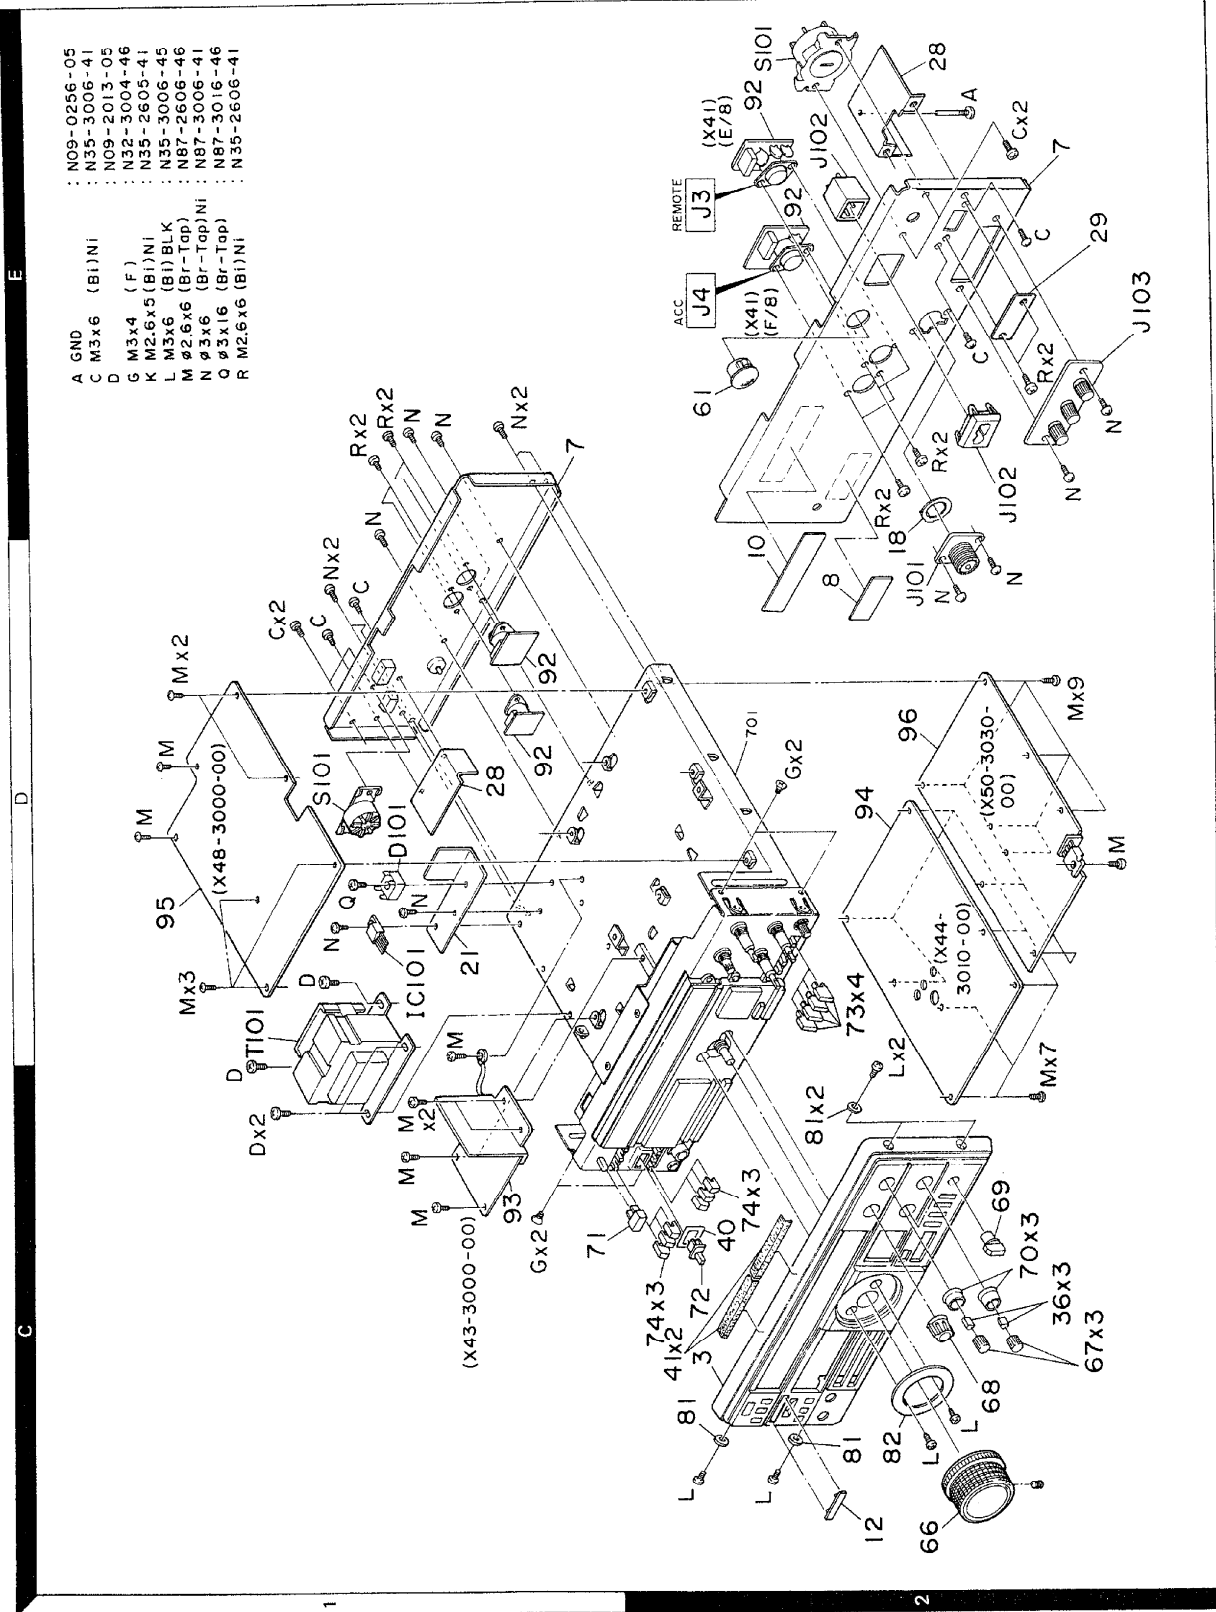 E
D
C
1
2
A GND : N09-0256-05
C M3x6 (Bi)Ni : N35-3006-41
D : N09-2013-05
G M3x4 (F) : N32-3004-46
K M2.6x5(Bi)Ni : N35-2605-41
L M3x6 (Bi)BLK : N35-3006-45
M ø2.6x6 (Br-Tap) : N87-2606-46
N ø3x6 (Br-Tap)Ni : N87-3006-41
Q ø3x16 (Br-Tap) : N87-3016-46
R M2.6x6(Bi)Ni : N35-2606-41
S101
28
A
Cx2
7
92
(X41)
(E/8)
J102
REMOTE
J3
92
ACC
J4
(X41)
(F/8)
61
C
29
C
Rx2
J103
N
N
Rx2
J102
Rx2
18
J101
N
N
10
8
Rx2
Rx2
N
N
Nx2
7
N
Nx2
C
C
Cx2
Mx2
M
M
(X48-3000-00)
95
Mx3
S101
D101
28
92
92
Q
N
N
IC101
21
D
T101
D
Dx2
M
M
x2
M
M
93
(X43-3000-00)
701
Gx2
Mx9
96
(X50-3030-
00)
94
M
(X44-
3010-00)
Mx7
73x4
Lx2
81x2
Gx2
71
74x3
40
72
74x3
41x2
3
69
70x3
36x3
67x3
68
82
L
L
81
L
81
L
12
66